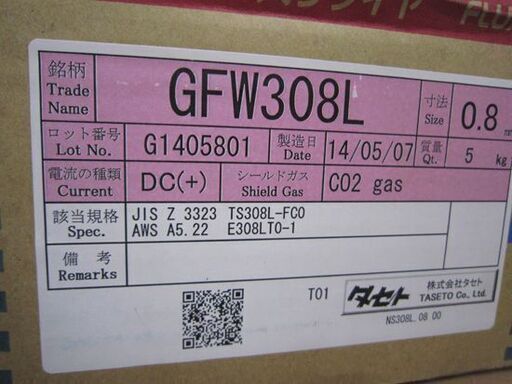 FLU
銘柄 Trade Name GFW308L 寸法 Size 0.8
ロット番号 Lot No. G1405801 製造日 Date 14/05/07 質量 Qt. 5 kg
電流の種類 Current DC(+) シールドガス Shield Gas CO2 gas
該当規格 Spec. JIS Z 3323 TS308L-FC0
AWS A5.22 E308LT0-1
備考 Remarks
T01 タセト 株式会社タセト
TASETO Co., Ltd.
NS308L.08 00